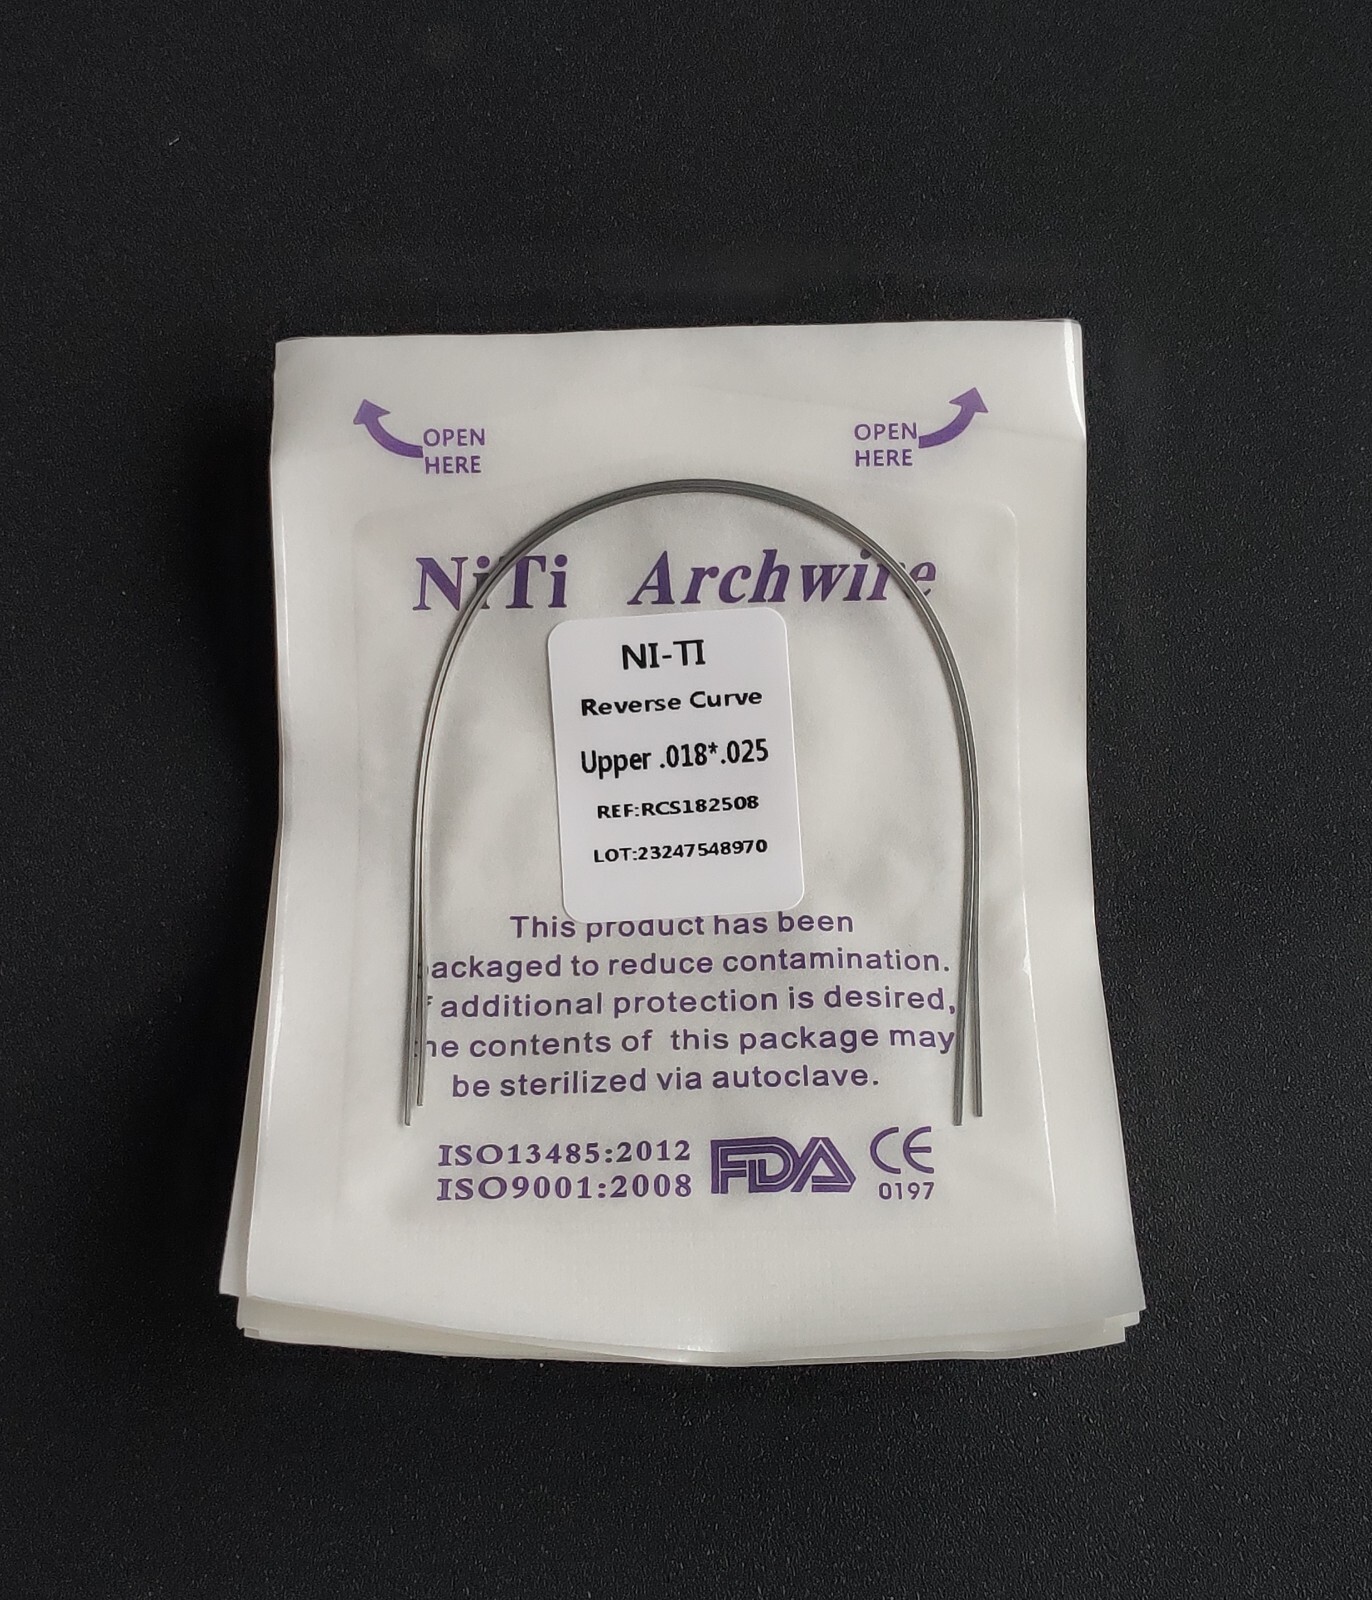 OPEN
HERE
OPEN
HERE
NiTi Archwire
NI-TI
Reverse Curve
Upper .018*.025
REF:RCS182508
LOT:23247548970
This product has been
packaged to reduce contamination.
If additional protection is desired,
the contents of this package may
be sterilized via autoclave.
ISO13485:2012
ISO9001:2008
FDA
CE
0197